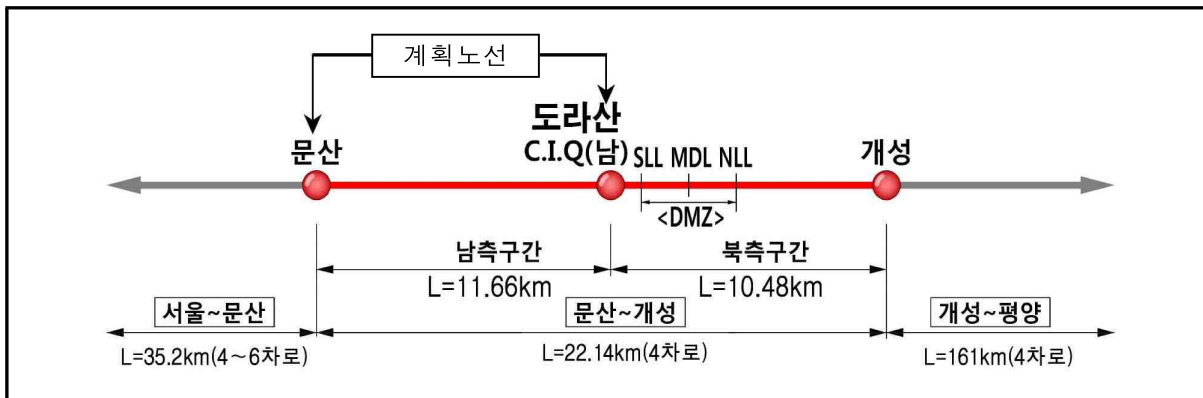 계획노선
도라산
문산
C.I.Q(남)
SLL MDL NLL
개성
<DMZ>
남측구간
북측구간
L=11.66km
L=10.48km
서울~문산
문산~개성
개성~평양
L=35.2km(4~6차로)
L=22.14km(4차로)
L=161km(4차로)